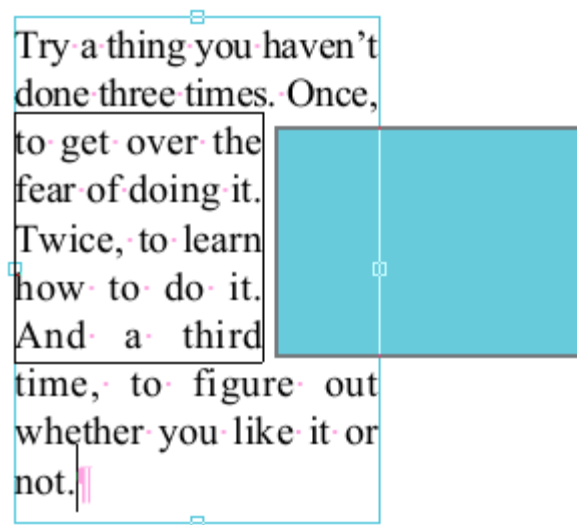 Try a thing you haven’t
done three times. Once,
to get over the
fear of doing it.
Twice, to learn
how to do it.
And a third
time, to figure out
whether you like it or
not.